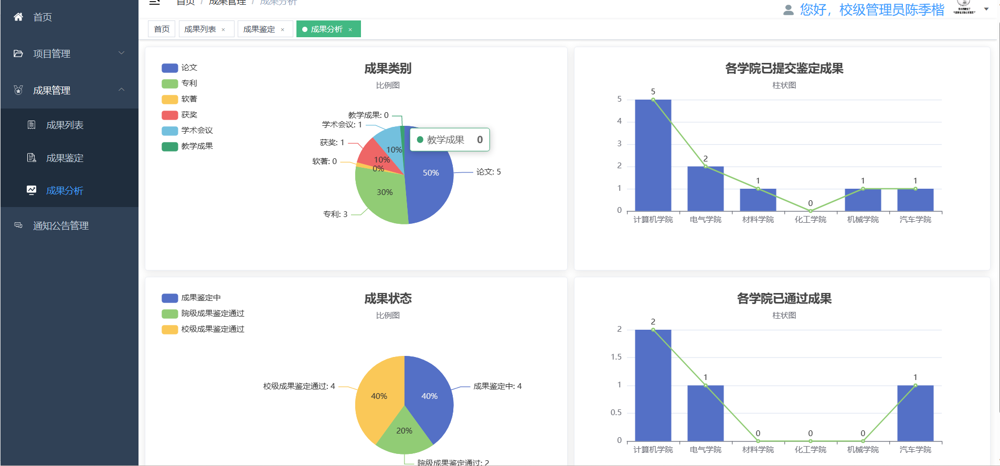 首页 / 成果管理 / 成果分析
您好，校级管理员陈季楷
首页
项目管理
成果管理
成果列表
成果鉴定
成果分析
通知公告管理
首页 成果列表 × 成果鉴定 × 成果分析 ×
成果类别
比例图
论文
专利
软著
获奖
学术会议
教学成果
教学成果: 0
学术会议: 1
获奖: 1
软著: 0
专利: 3
论文: 5
10%
10%
0%
30%
50%
教学成果 0
各学院已提交鉴定成果
柱状图
5
4
3
2
1
0
5
2
1
0
1
1
计算机学院 电气学院 材料学院 化工学院 机械学院 汽车学院
成果状态
比例图
成果鉴定中
院级成果鉴定通过
校级成果鉴定通过
校级成果鉴定通过: 4
成果鉴定中: 4
40%
40%
20%
院级成果鉴定通过: 2
各学院已通过成果
柱状图
2
1.5
1
0.5
0
2
1
0
0
0
1
计算机学院 电气学院 材料学院 化工学院 机械学院 汽车学院